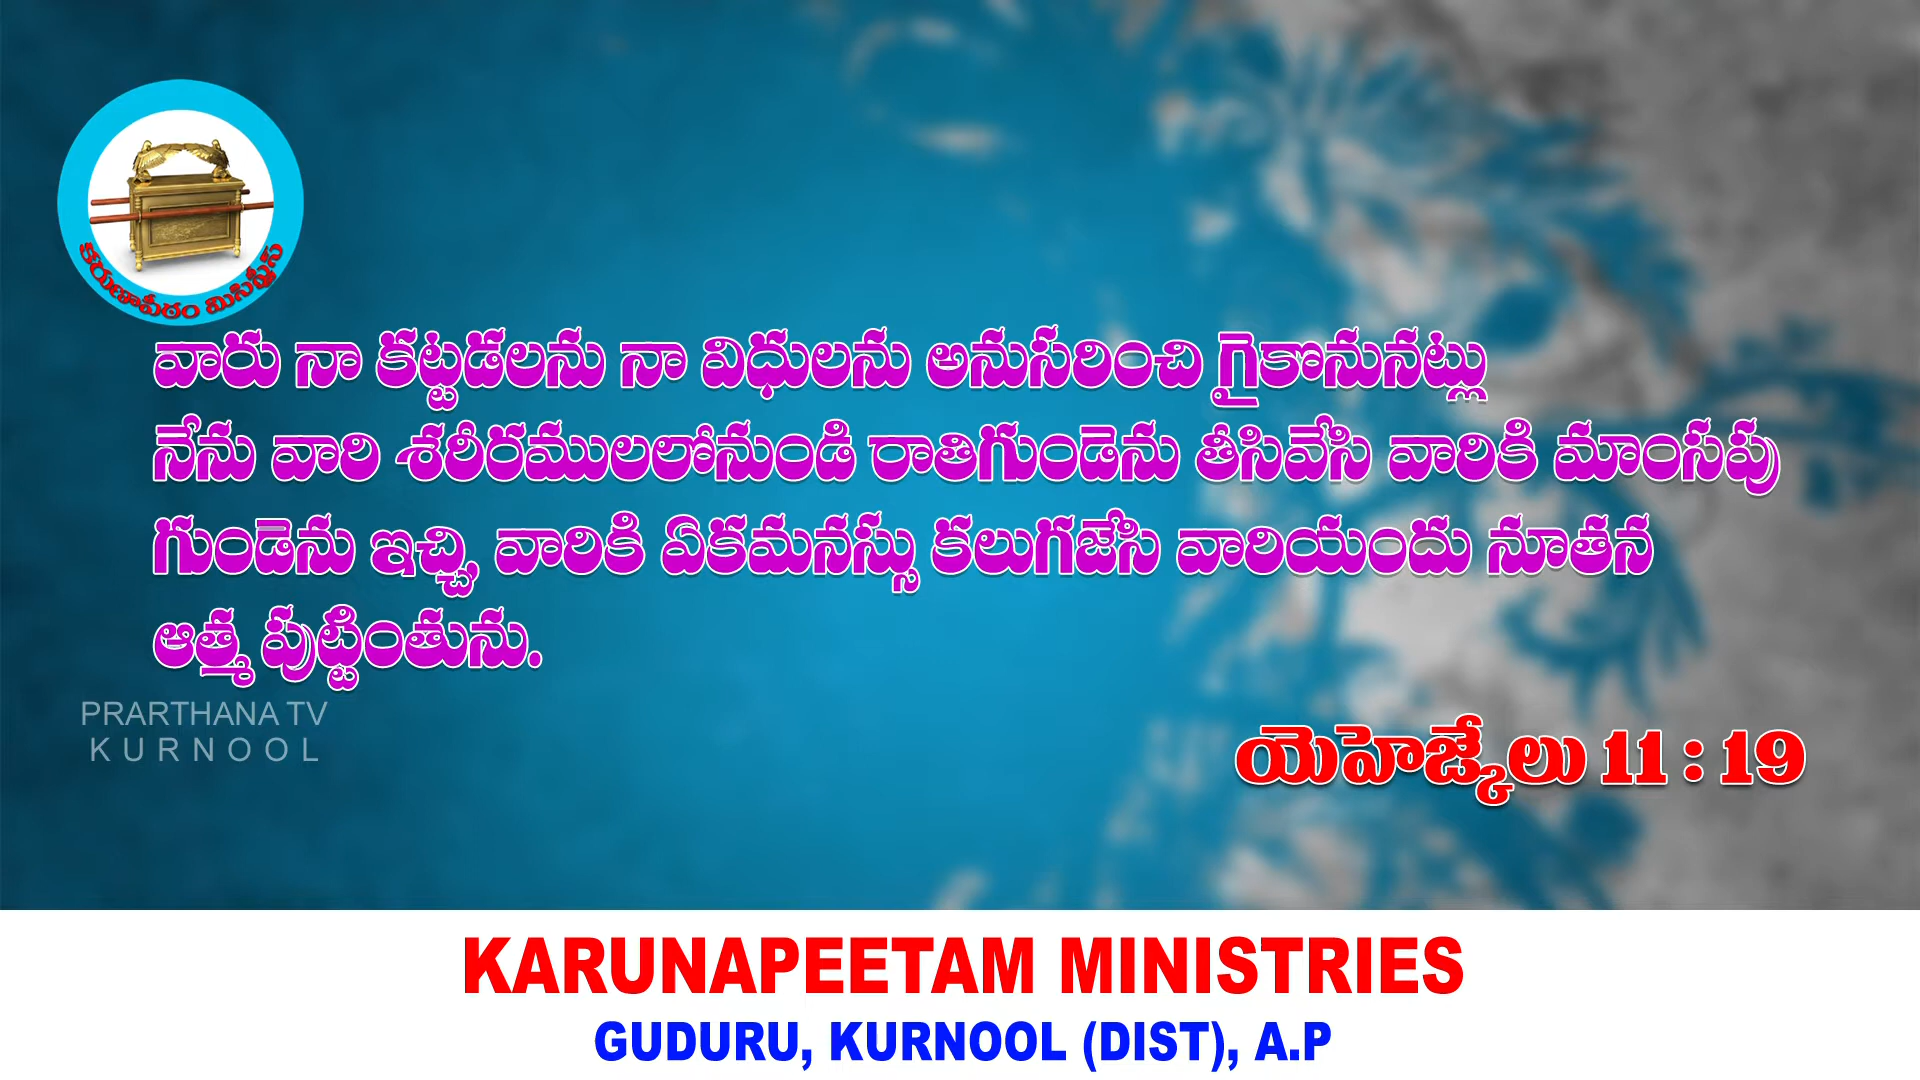 కరుణాపీఠం మినిస్ట్రీస్
వారు నా కట్టడలను నా విధులను అనుసరించి గైకొనునట్లు
నేను వారి శరీరములలోనుండి రాతిగుండెను తీసివేసి వారికి మాంసపు
గుండెను ఇచ్చి, వారికి ఏకమనస్సు కలుగజేసి వారియందు నూతన
ఆత్మ పుట్టింతును.
PRARTHANA TV
KURNOOL
యెహెజ్కేలు 11 : 19
KARUNAPEETAM MINISTRIES
GUDURU, KURNOOL (DIST), A.P